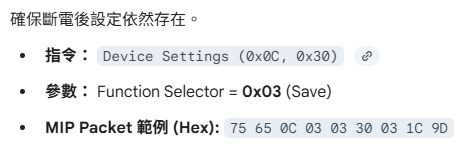 確保斷電後設定依然存在。
• 指令： Device Settings (0x0C, 0x30)
• 參數： Function Selector = 0x03 (Save)
• MIP Packet 範例 (Hex): 75 65 0C 03 03 30 03 1C 9D